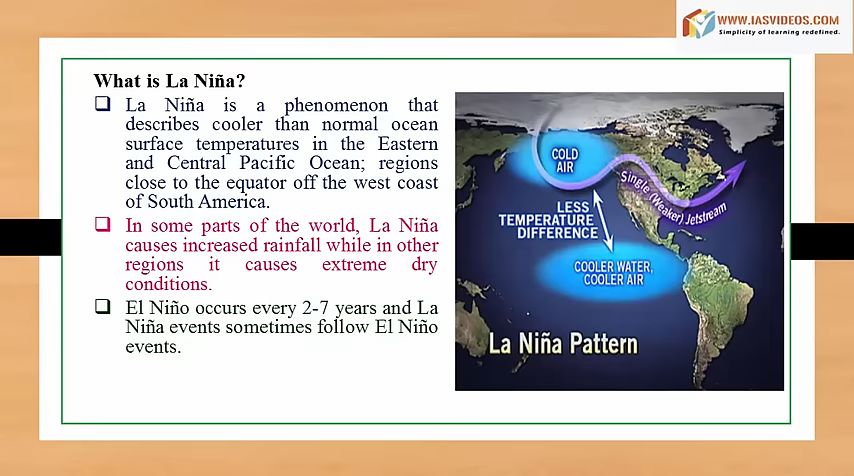 WWW.IASVIDEOS.COM
Simplicity of learning redefined.
What is La Niña?
La Niña is a phenomenon that
describes cooler than normal ocean
surface temperatures in the Eastern
and Central Pacific Ocean; regions
close to the equator off the west coast
of South America.
In some parts of the world, La Niña
causes increased rainfall while in other
regions it causes extreme dry
conditions.
El Niño occurs every 2-7 years and La
Niña events sometimes follow El Niño
events.
COLD
AIR
Single (Weaker) Jetstream
LESS
TEMPERATURE
DIFFERENCE
COOLER WATER,
COOLER AIR
La Niña Pattern